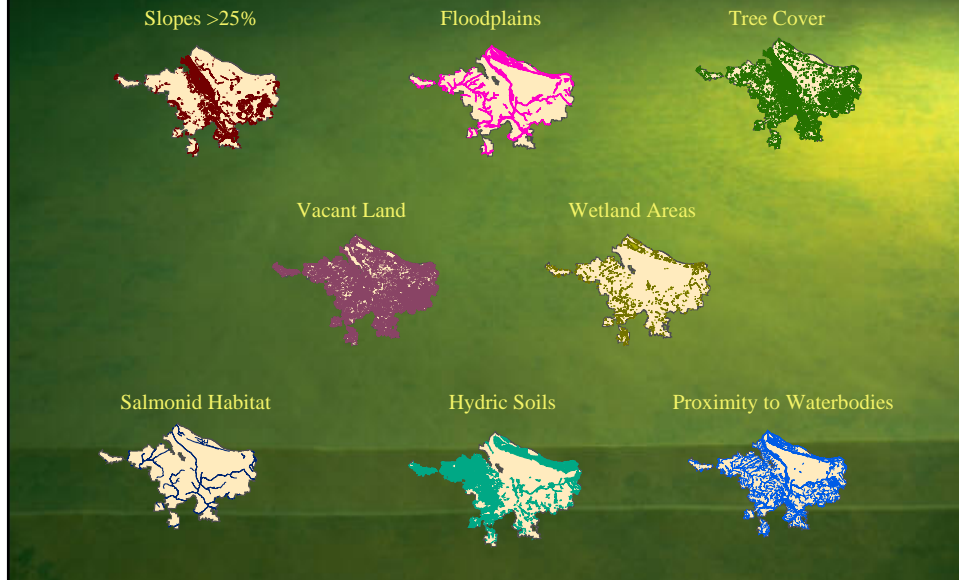 Slopes >25%
Floodplains
Tree Cover
Vacant Land
Wetland Areas
Salmonid Habitat
Hydric Soils
Proximity to Waterbodies